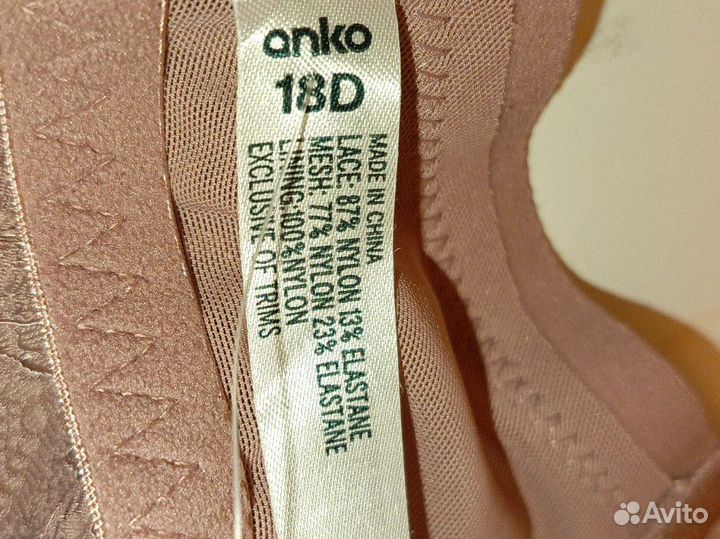 anko
18D
MADE IN CHINA
LACE: 87% NYLON 13% ELASTANE
MESH: 77% NYLON 23% ELASTANE
LINING:100%NYLON
EXCLUSIVE OF TRIMS
Avito